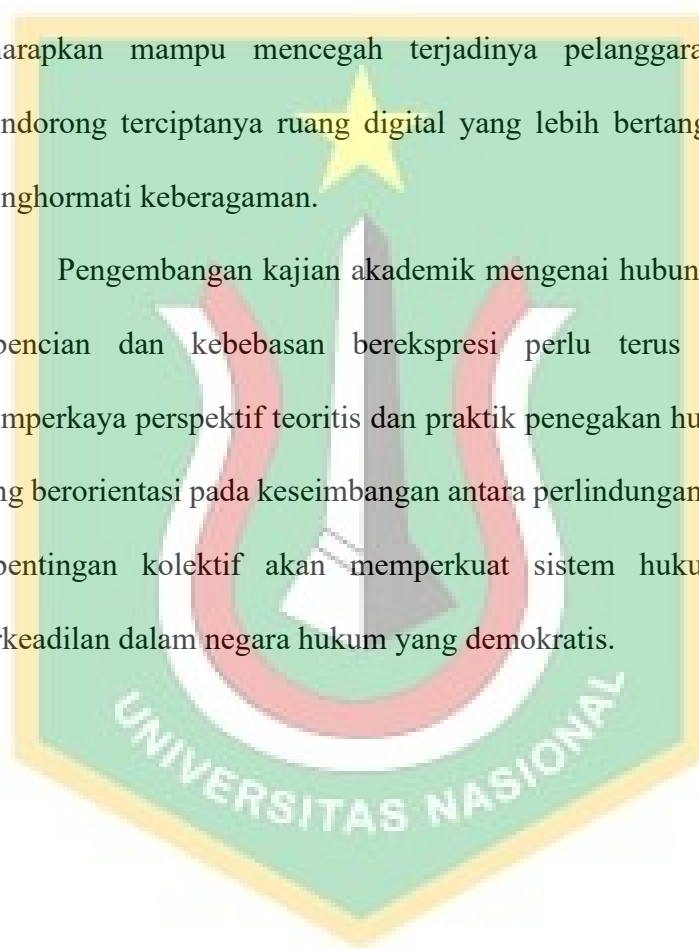 arapkan mampu mencegah terjadinya pelanggara
ndorong terciptanya ruang digital yang lebih bertang
nghormati keberagaman.
Pengembangan kajian akademik mengenai hubun
bencian dan kebebasan berekspresi perlu terus
mperkaya perspektif teoritis dan praktik penegakan hu
ng berorientasi pada keseimbangan antara perlindungan
pentingan kolektif akan memperkuat sistem huku
rkeadilan dalam negara hukum yang demokratis.
UNIVERSITAS NASIONAL